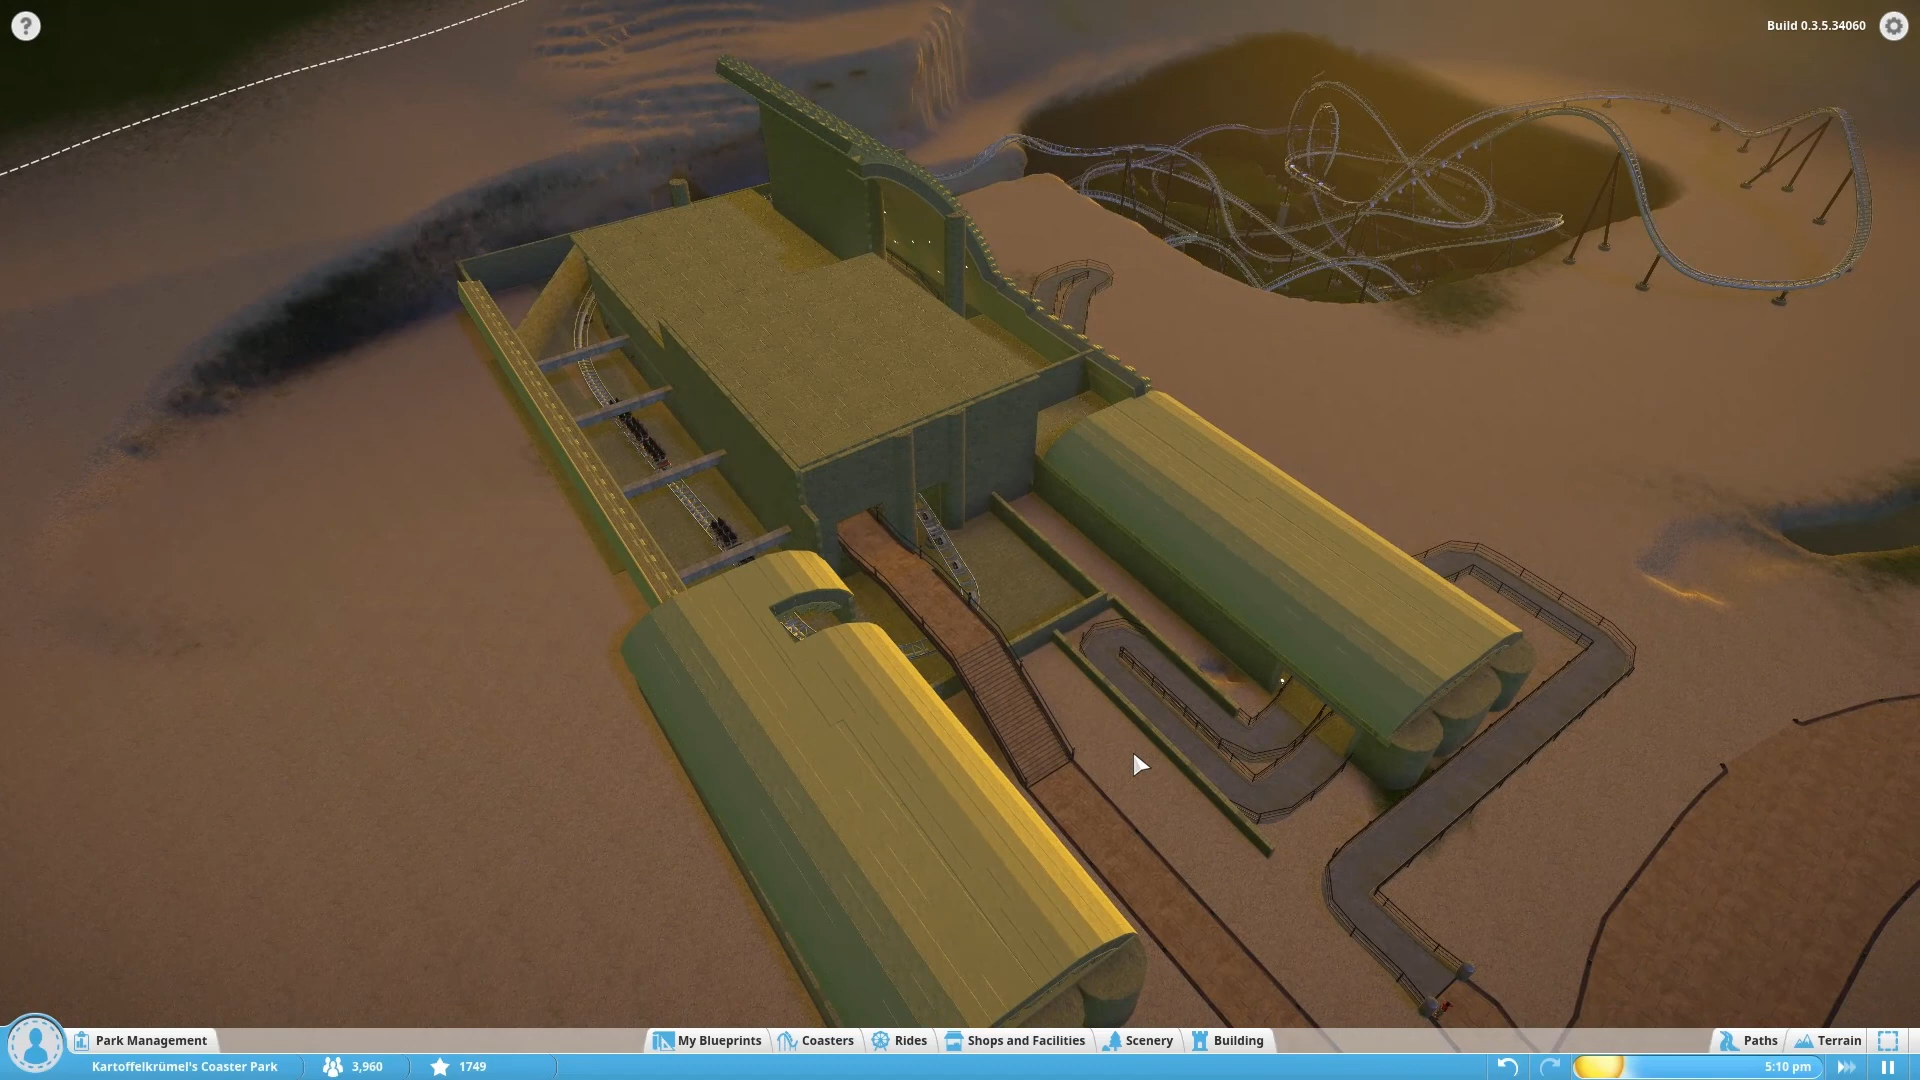 ?
Build 0.3.5.34060
Park Management
My Blueprints
Coasters
Rides
Shops and Facilities
Scenery
Building
Paths
Terrain
Kartoffelkrümel's Coaster Park
3,960
1749
5:10 pm